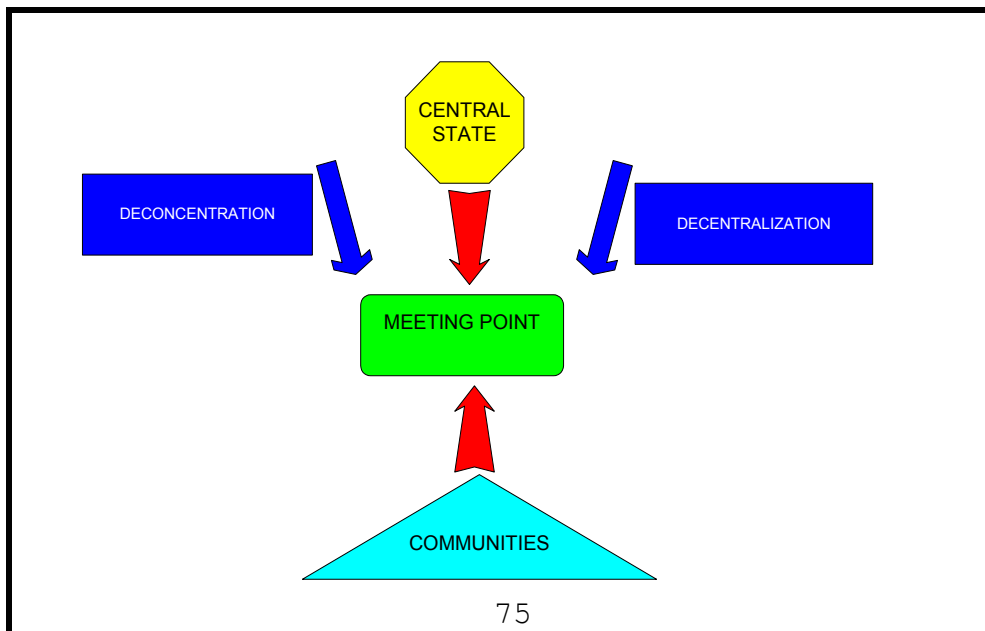 CENTRAL
STATE
DECONCENTRATION
DECENTRALIZATION
MEETING POINT
COMMUNITIES
75